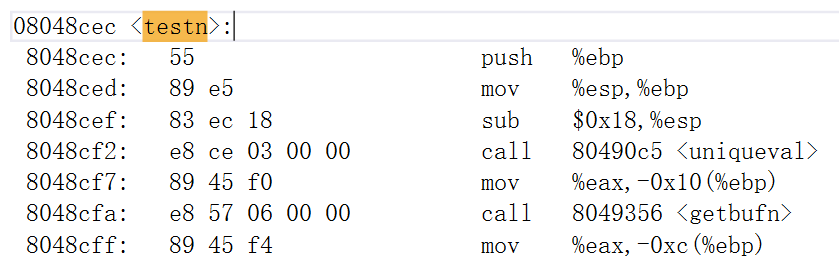 08048cec <testn>:
8048cec: 55 push %ebp
8048ced: 89 e5 mov %esp,%ebp
8048cef: 83 ec 18 sub $0x18,%esp
8048cf2: e8 ce 03 00 00 call 80490c5 <uniqueval>
8048cf7: 89 45 f0 mov %eax,-0x10(%ebp)
8048cfa: e8 57 06 00 00 call 8049356 <getbufn>
8048cff: 89 45 f4 mov %eax,-0xc(%ebp)